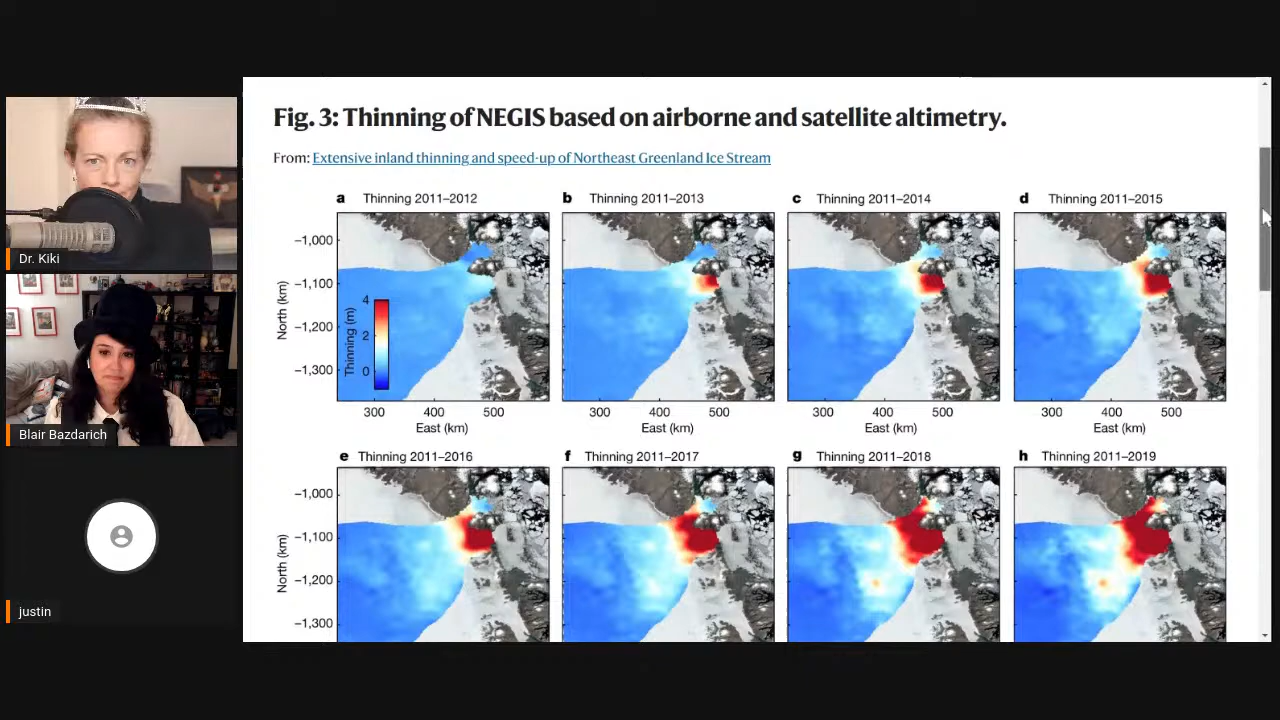 Fig. 3: Thinning of NEGIS based on airborne and satellite altimetry.
From: Extensive inland thinning and speed-up of Northeast Greenland Ice Stream
a Thinning 2011–2012
b Thinning 2011–2013
c Thinning 2011–2014
d Thinning 2011–2015
−1,000
−1,100
−1,200
−1,300
North (km)
4
2
0
Thinning (m)
300 400 500
300 400 500
300 400 500
300 400 500
East (km)
East (km)
East (km)
East (km)
e Thinning 2011–2016
f Thinning 2011–2017
g Thinning 2011–2018
h Thinning 2011–2019
−1,000
−1,100
−1,200
−1,300
North (km)
Dr. Kiki
Blair Bazdarich
justin